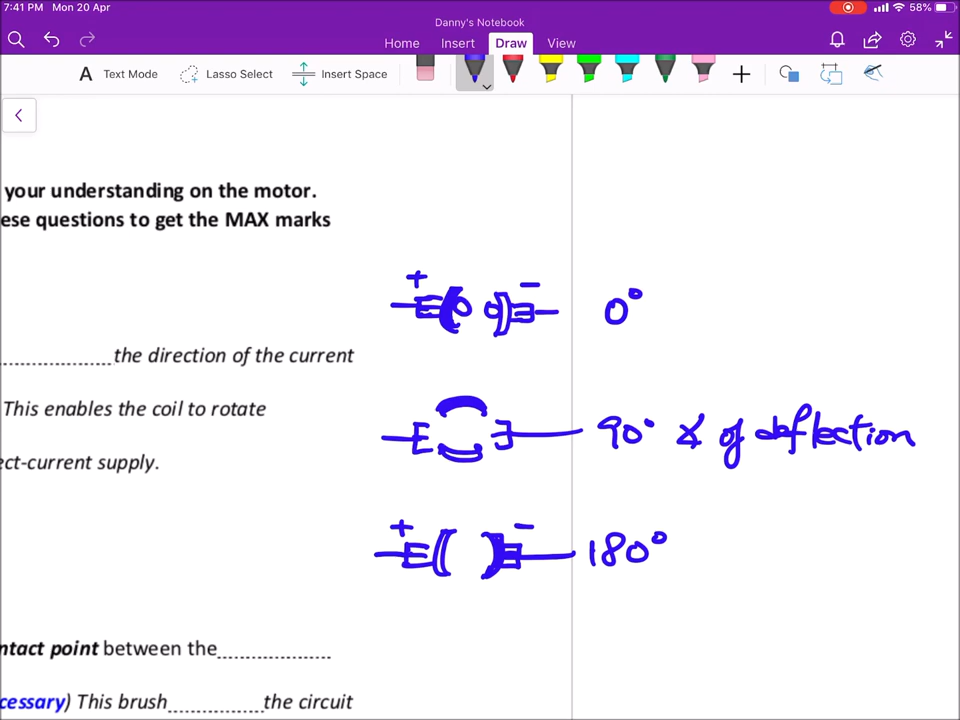 7:41 PM Mon 20 Apr
58%
Danny's Notebook
Home Insert Draw View
A Text Mode Lasso Select Insert Space
your understanding on the motor.
ese questions to get the MAX marks
+ − 0°
the direction of the current
This enables the coil to rotate
90° ∡ of deflection
ect-current supply.
+ − 180°
ntact point between the
cessary) This brush the circuit